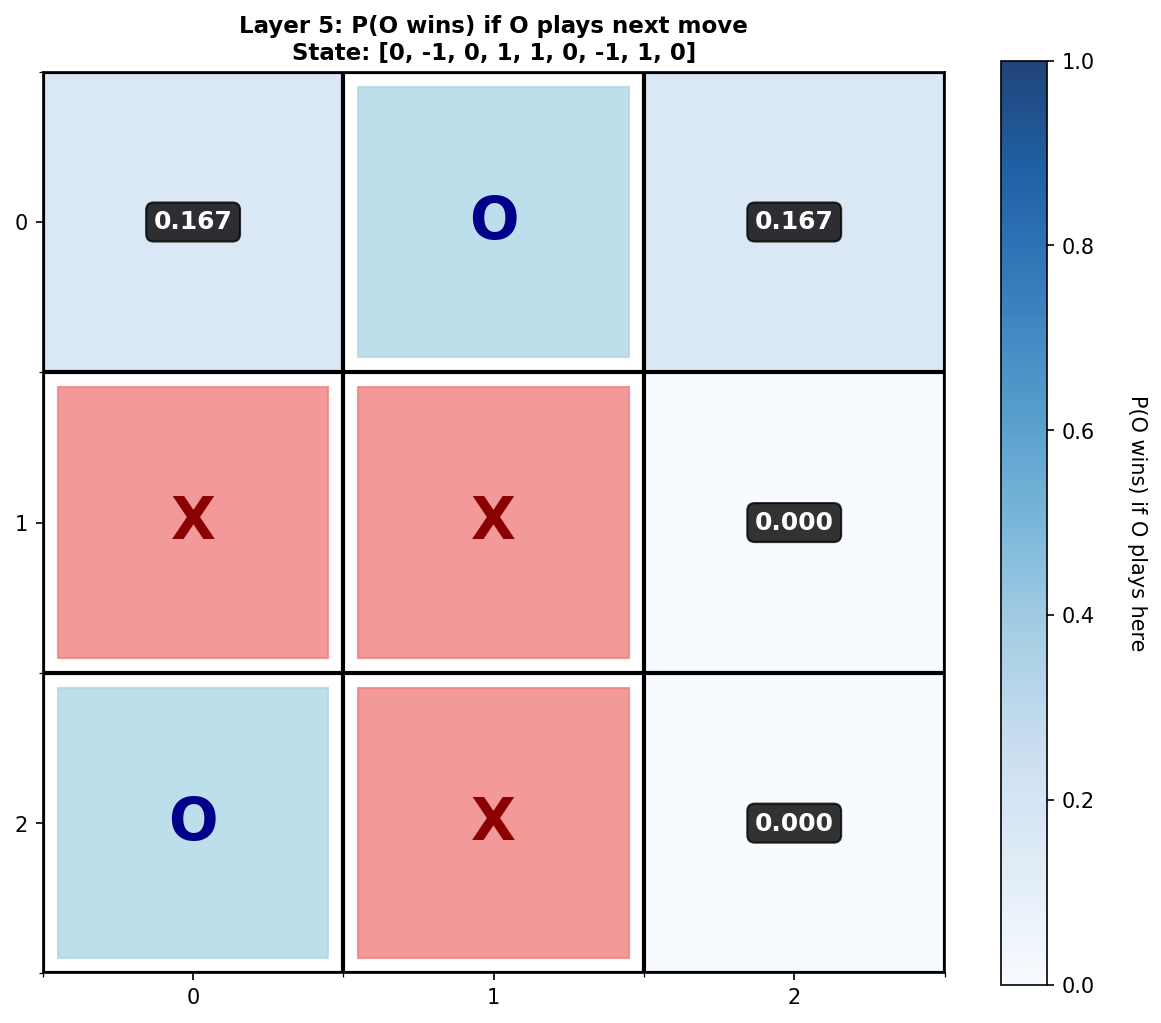 Layer 5: P(O wins) if O plays next move
State: [0, -1, 0, 1, 1, 0, -1, 1, 0]
0.167
O
0.167
X
X
0.000
O
X
0.000
0
1
2
0
1
2
1.0
0.8
0.6
0.4
0.2
0.0
P(O wins) if O plays here